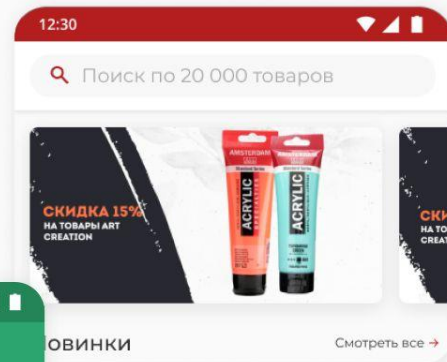 12:30
Поиск по 20 000 товаров
СКИДКА 15%
НА ТОВАРЫ ART
CREATION
AMSTERDAM
ACRYLIC
AMSTERDAM
ACRYLIC
овинки
Смотреть все →